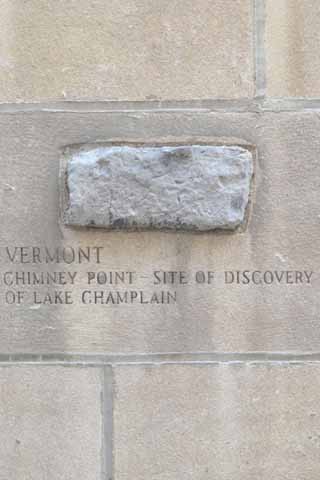 VERMONT
CHIMNEY POINT - SITE OF DISCOVERY
OF LAKE CHAMPLAIN